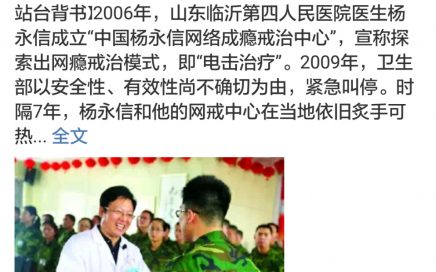 站台背书】2006年，山东临沂第四人民医院医生杨
永信成立“中国杨永信网络成瘾戒治中心”，宣称探
索出网瘾戒治模式，即“电击治疗”。2009年，卫生
部以安全性、有效性尚不确切为由，紧急叫停。时
隔7年，杨永信和他的网戒中心在当地依旧炙手可
热... 全文